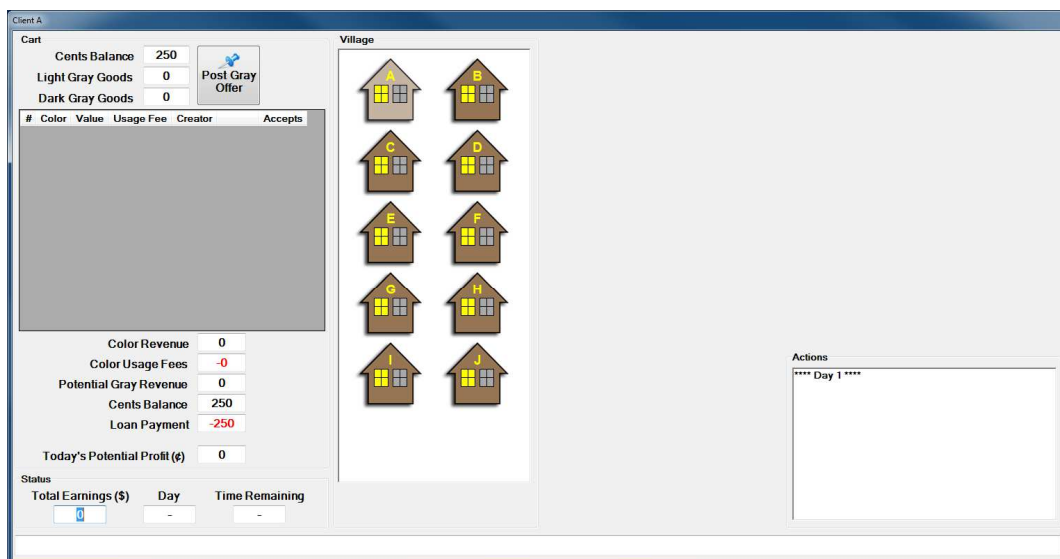 Client A
Cart
Cents Balance 250
Light Gray Goods 0
Dark Gray Goods 0
Post Gray
Offer
# Color Value Usage Fee Creator Accepts
Color Revenue 0
Color Usage Fees -0
Potential Gray Revenue 0
Cents Balance 250
Loan Payment -250
Today's Potential Profit (¢) 0
Status
Total Earnings ($) Day Time Remaining
0 - -
Village
A B
C D
E F
G H
I J
Actions
**** Day 1 ****